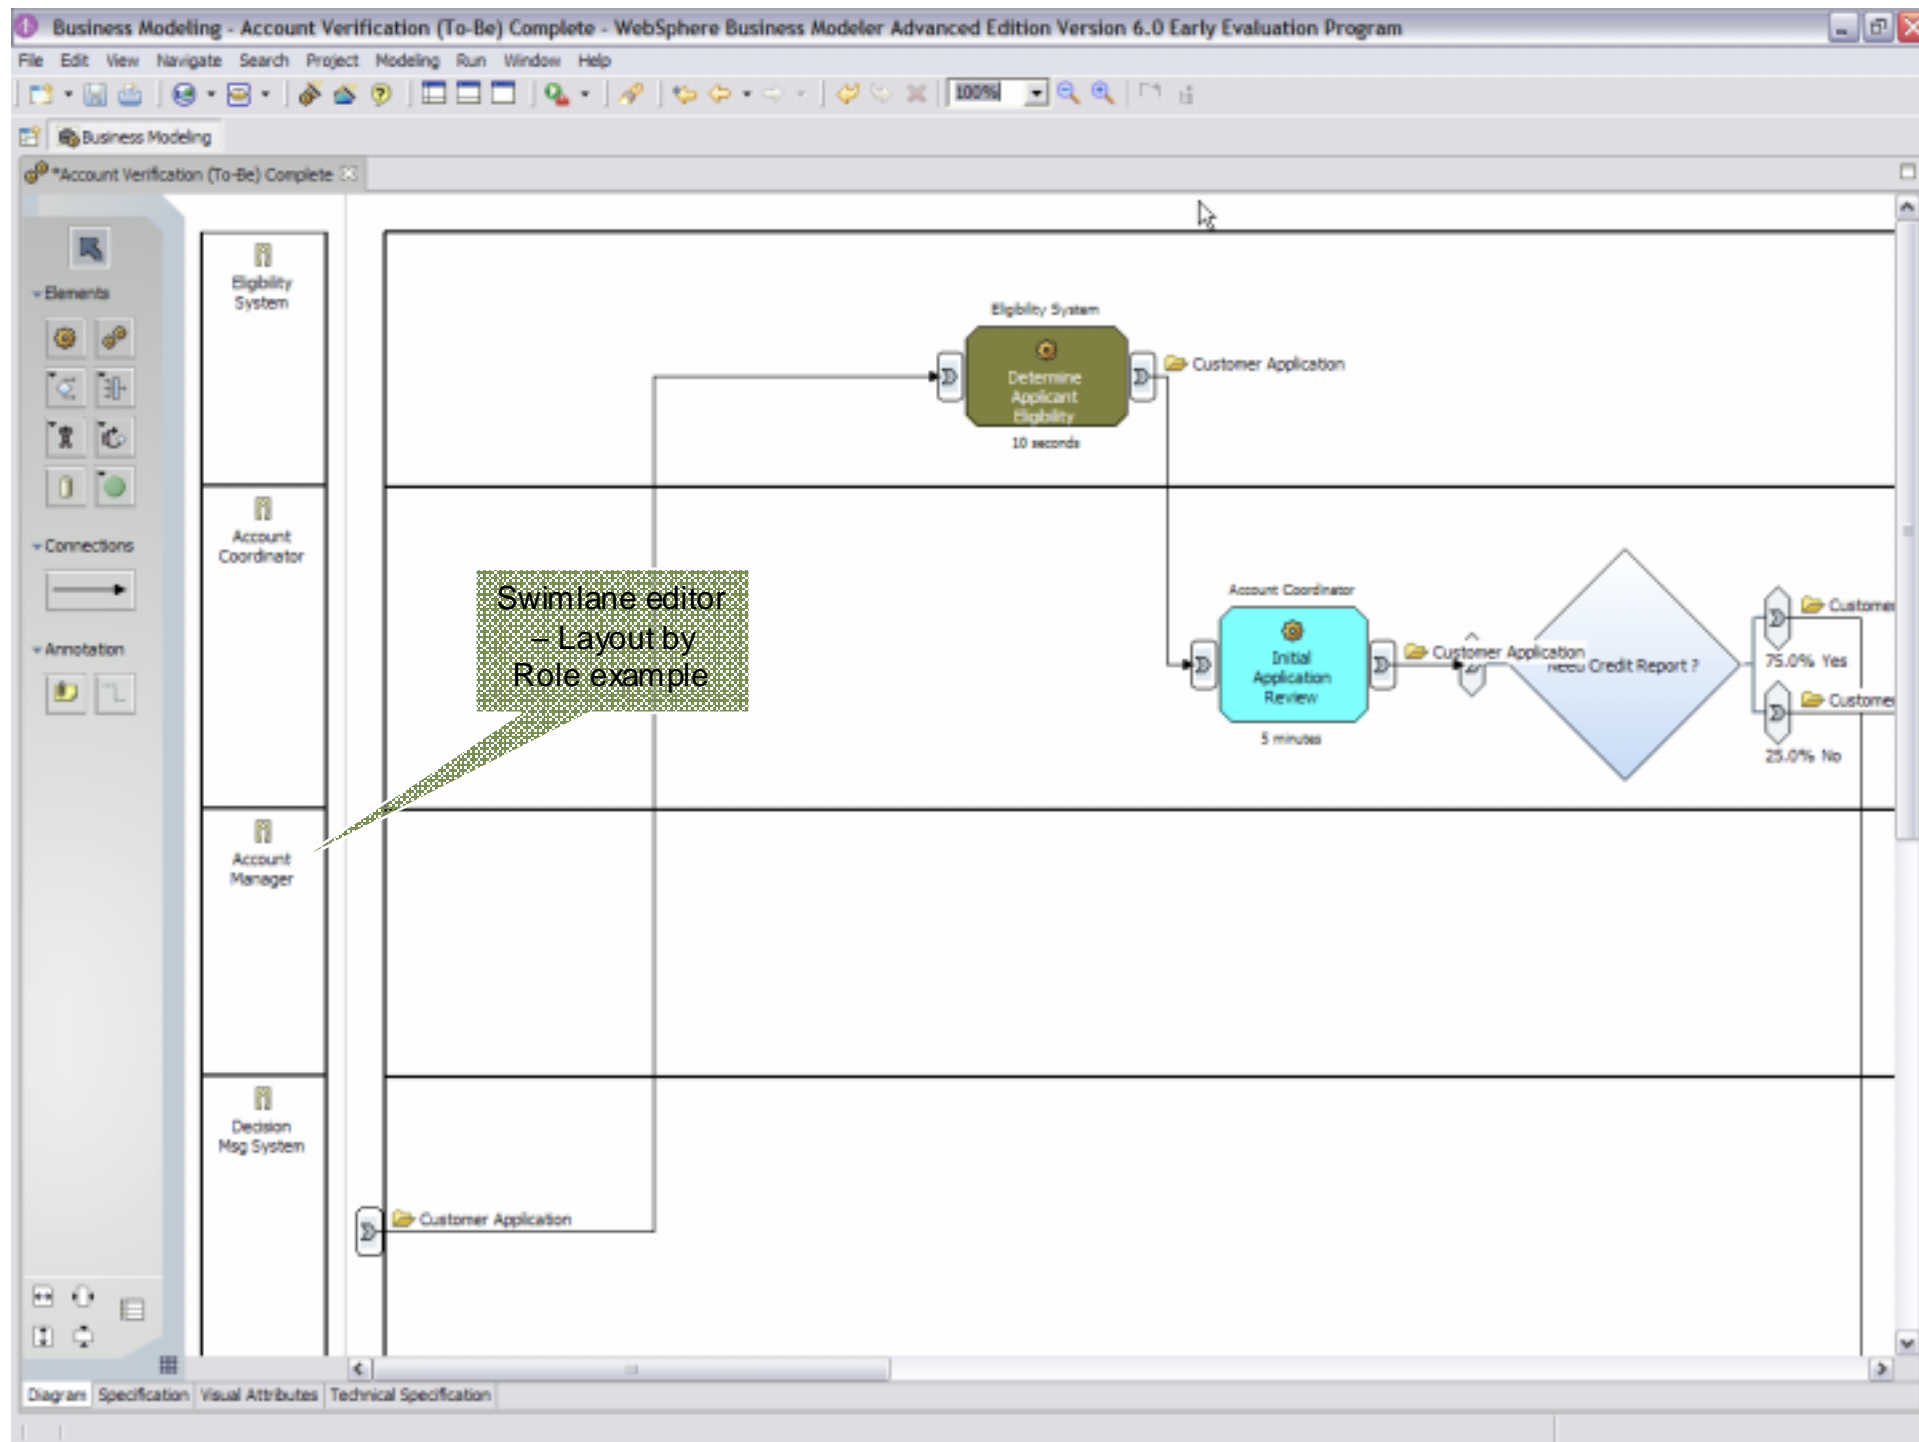 Business Modeling - Account Verification (To-Be) Complete - WebSphere Business Modeler Advanced Edition Version 6.0 Early Evaluation Program
File Edit View Navigate Search Project Modeling Run Window Help
100%
Business Modeling
*Account Verification (To-Be) Complete
Elements
Connections
Annotation
Eligibility
System
Account
Coordinator
Account
Manager
Decision
Msg System
Eligibility System
Determine
Applicant
Eligibility
10 seconds
Customer Application
Swimlane editor
– Layout by
Role example
Account Coordinator
Initial
Application
Review
5 minutes
Customer Application
Need Credit Report ?
Custome
75.0% Yes
Custome
25.0% No
Customer Application
Diagram Specification Visual Attributes Technical Specification